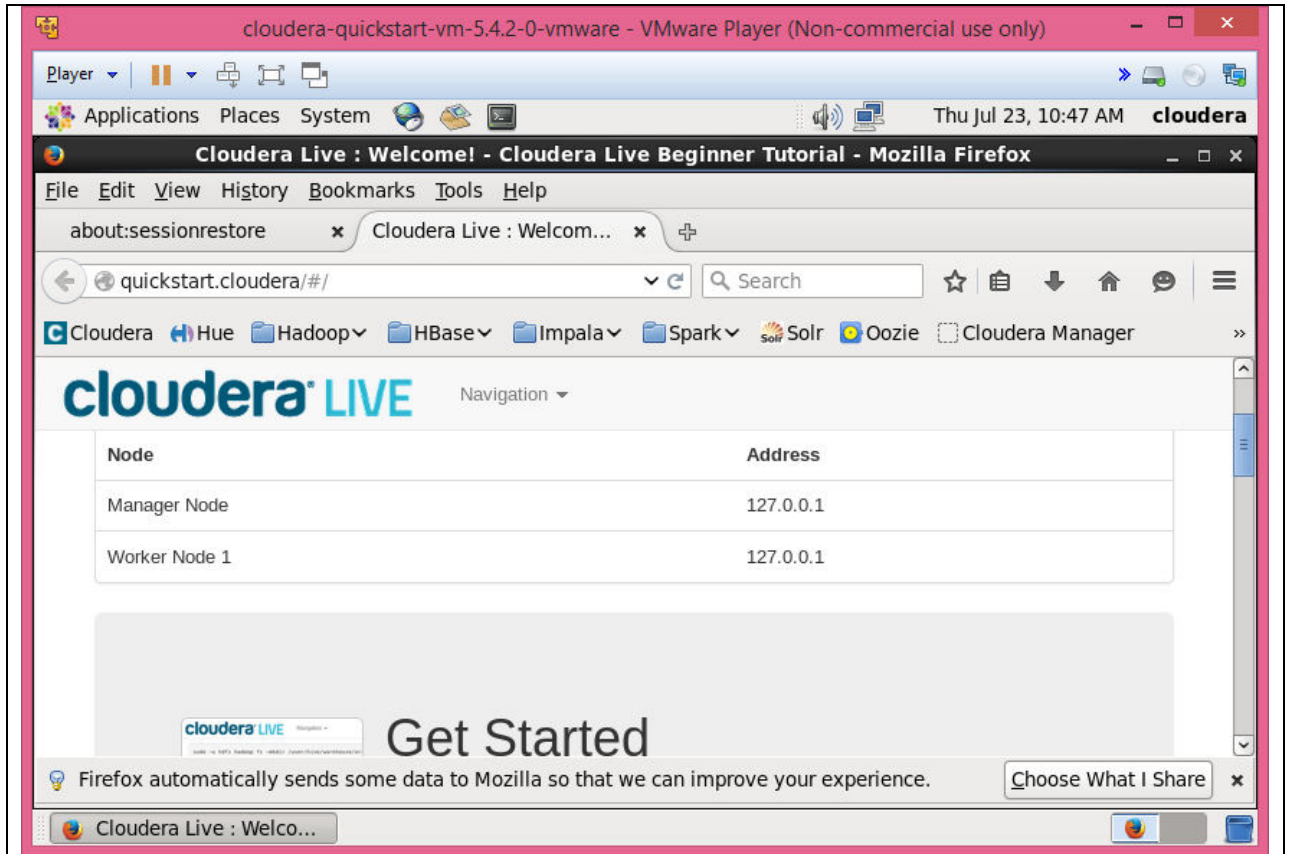 cloudera-quickstart-vm-5.4.2-0-vmware - VMware Player (Non-commercial use only)
Player
Applications Places System Thu Jul 23, 10:47 AM cloudera
Cloudera Live : Welcome! - Cloudera Live Beginner Tutorial - Mozilla Firefox
File Edit View History Bookmarks Tools Help
about:sessionrestore Cloudera Live : Welcom...
quickstart.cloudera/#/ Search
Cloudera Hue Hadoop HBase Impala Spark Solr Oozie Cloudera Manager »
cloudera LIVE Navigation
Node Address
Manager Node 127.0.0.1
Worker Node 1 127.0.0.1
cloudera LIVE
Get Started
Firefox automatically sends some data to Mozilla so that we can improve your experience. Choose What I Share
Cloudera Live : Welco...